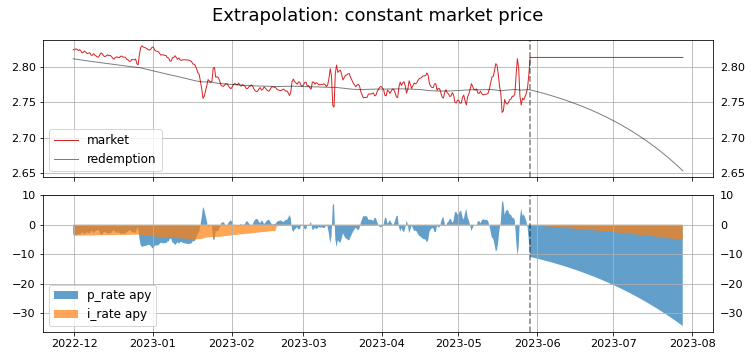 Extrapolation: constant market price
2.80 2.80
2.75 2.75
2.70 2.70
2.65 2.65
market
redemption
10 10
0 0
−10 −10
−20 −20
−30 −30
p_rate apy
i_rate apy
2022-12 2023-01 2023-02 2023-03 2023-04 2023-05 2023-06 2023-07 2023-08